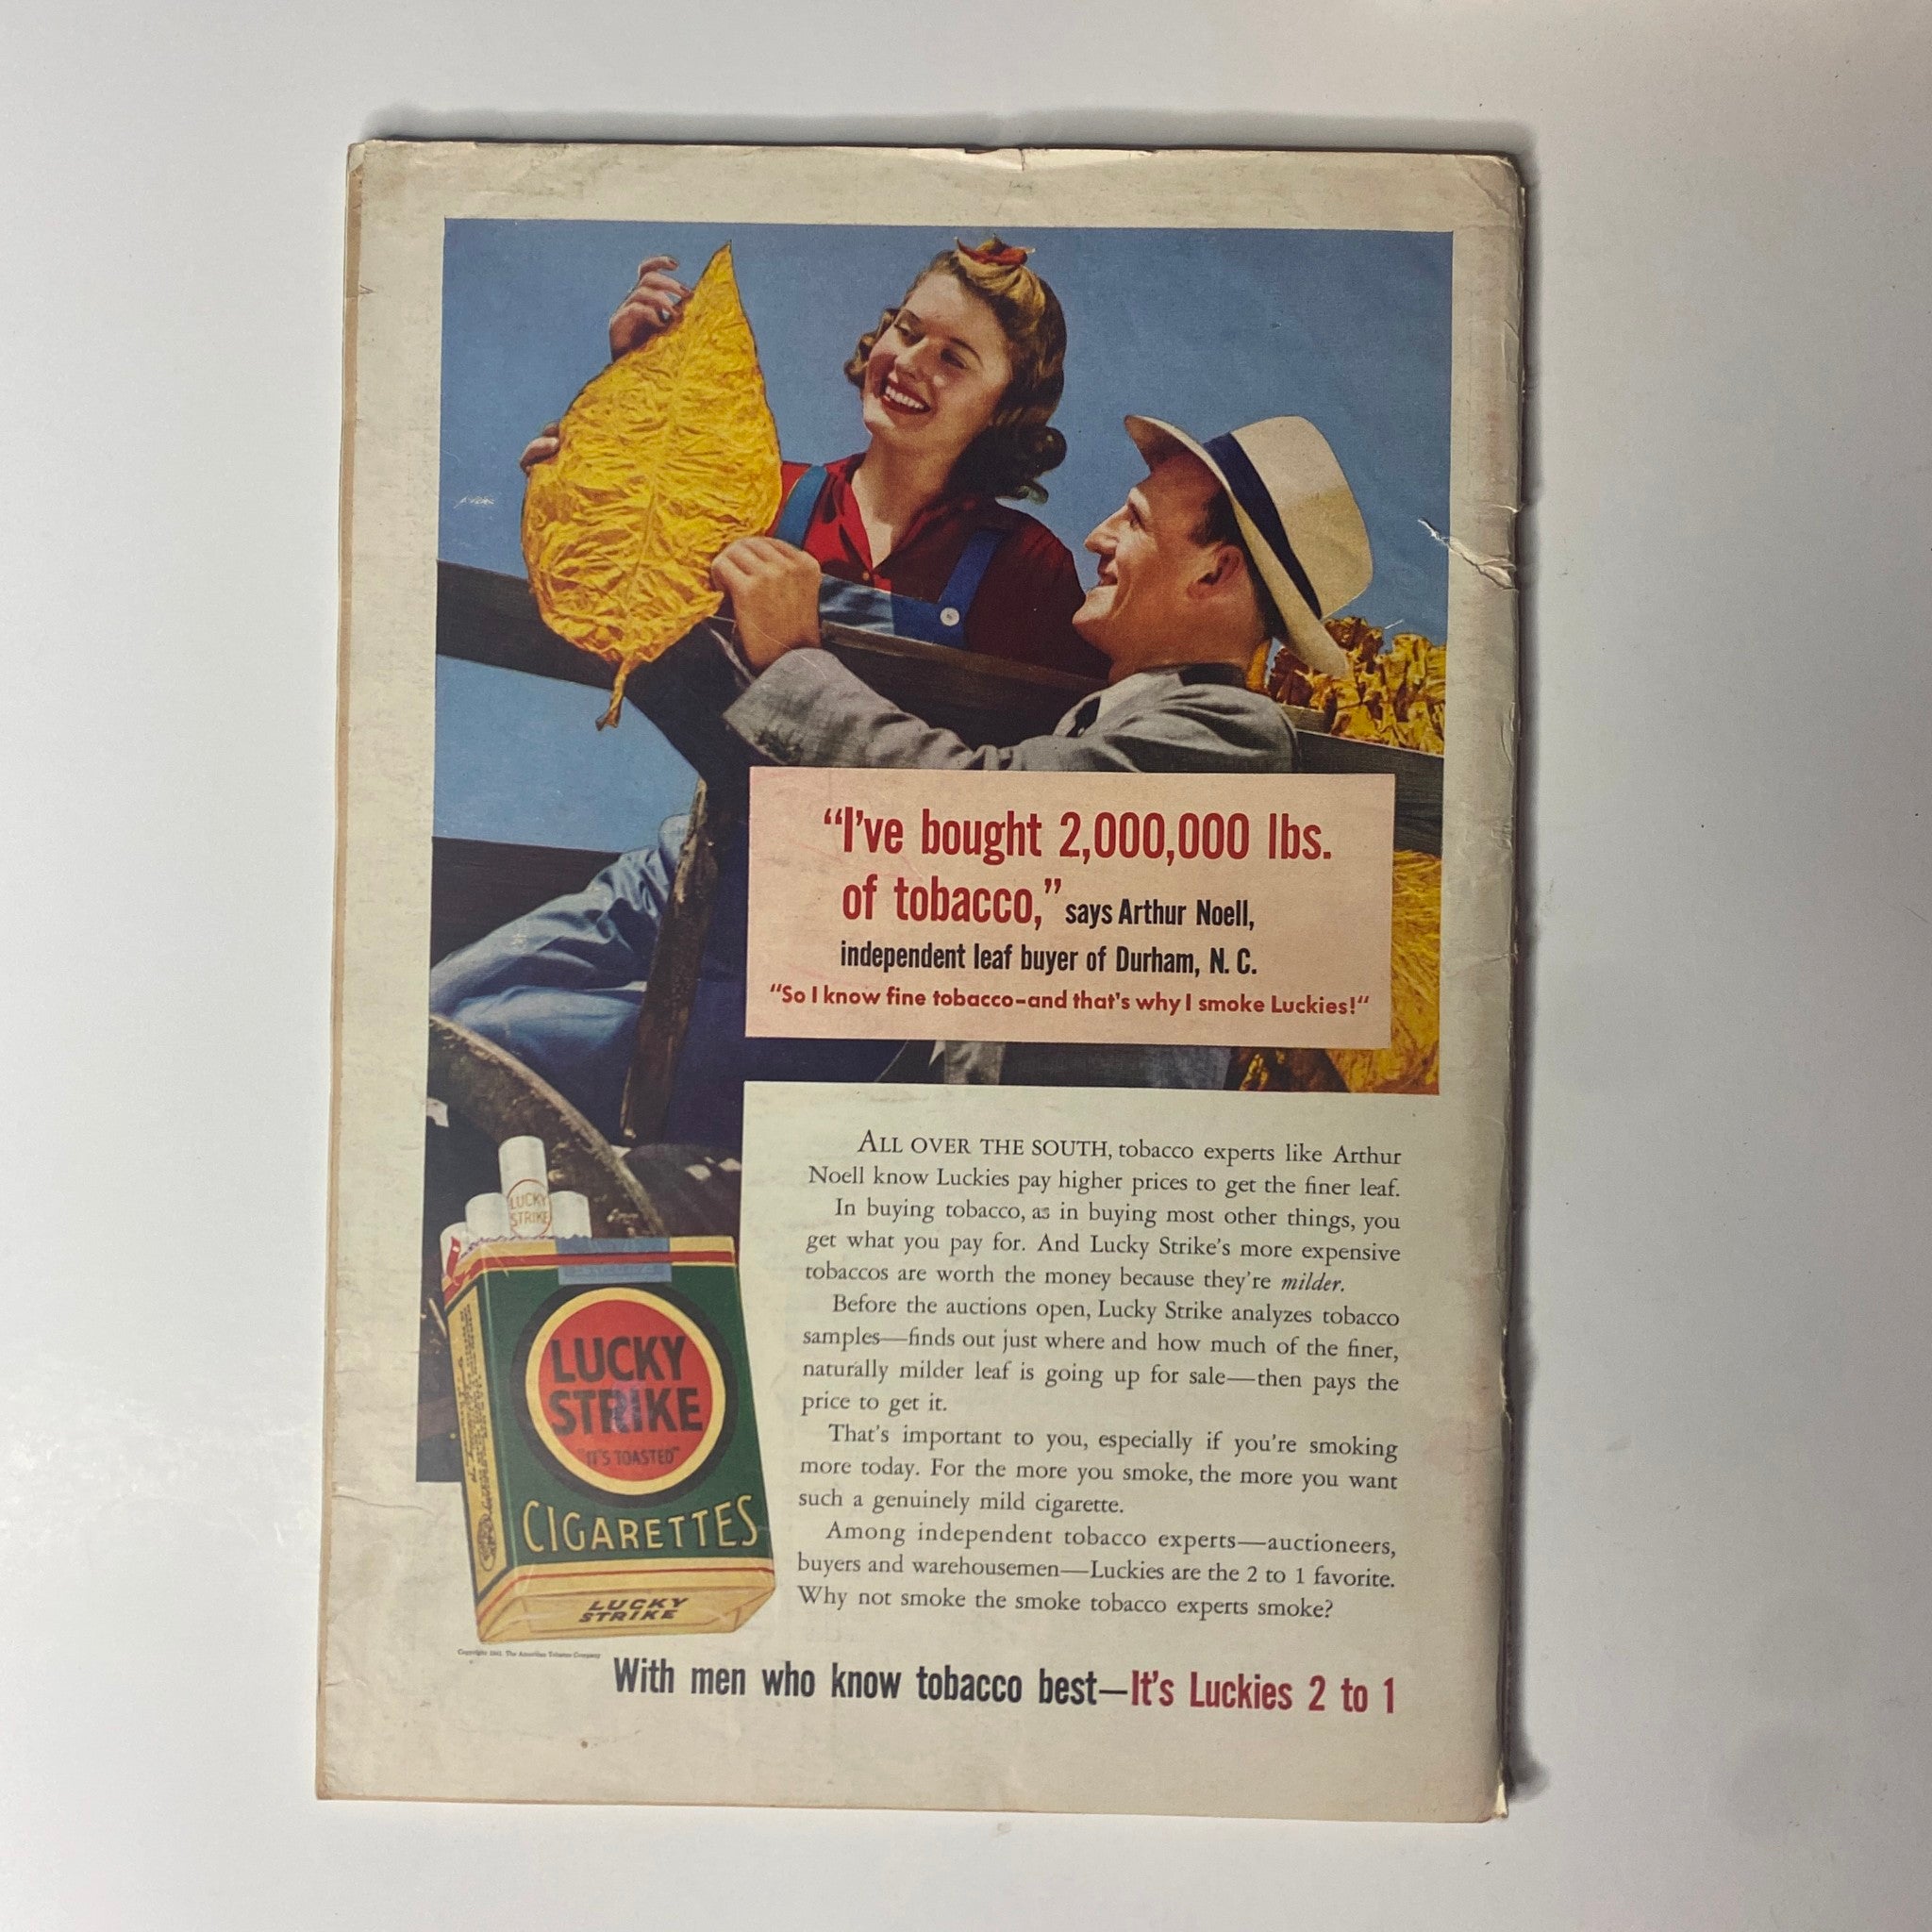 “I’ve bought 2,000,000 lbs.
of tobacco,” says Arthur Noell,
independent leaf buyer of Durham, N. C.
“So I know fine tobacco–and that's why I smoke Luckies!“
ALL OVER THE SOUTH, tobacco experts like Arthur
Noell know Luckies pay higher prices to get the finer leaf.
In buying tobacco, as in buying most other things, you
get what you pay for. And Lucky Strike's more expensive
tobaccos are worth the money because they're milder.
Before the auctions open, Lucky Strike analyzes tobacco
samples—finds out just where and how much of the finer,
naturally milder leaf is going up for sale—then pays the
price to get it.
That's important to you, especially if you're smoking
more today. For the more you smoke, the more you want
such a genuinely mild cigarette.
Among independent tobacco experts—auctioneers,
buyers and warehousemen—Luckies are the 2 to 1 favorite.
Why not smoke the smoke tobacco experts smoke?
LUCKY
STRIKE
LUCKY
STRIKE
"IT'S TOASTED"
CIGARETTES
LUCKY
STRIKE
Copyright 1941, The American Tobacco Company
With men who know tobacco best—It's Luckies 2 to 1